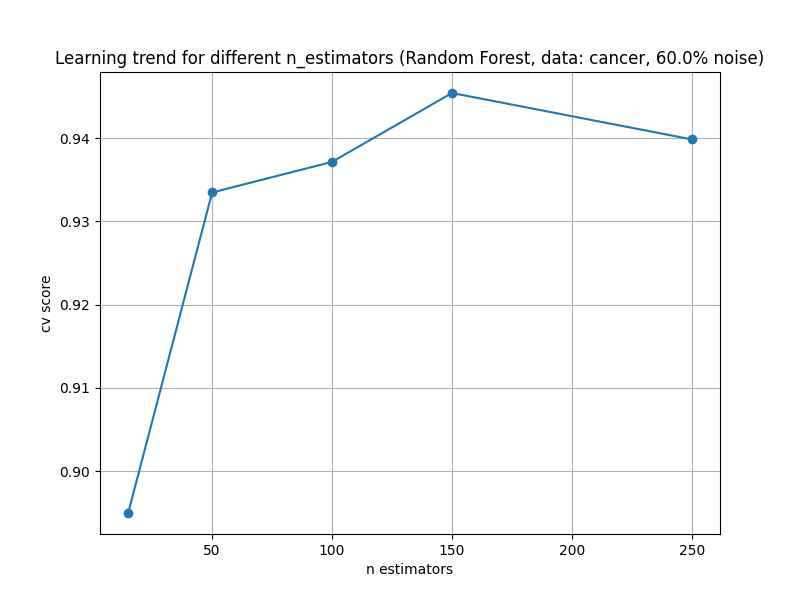 Learning trend for different n_estimators (Random Forest, data: cancer, 60.0% noise)
0.94
0.93
0.92
0.91
0.90
cv score
50 100 150 200 250
n estimators